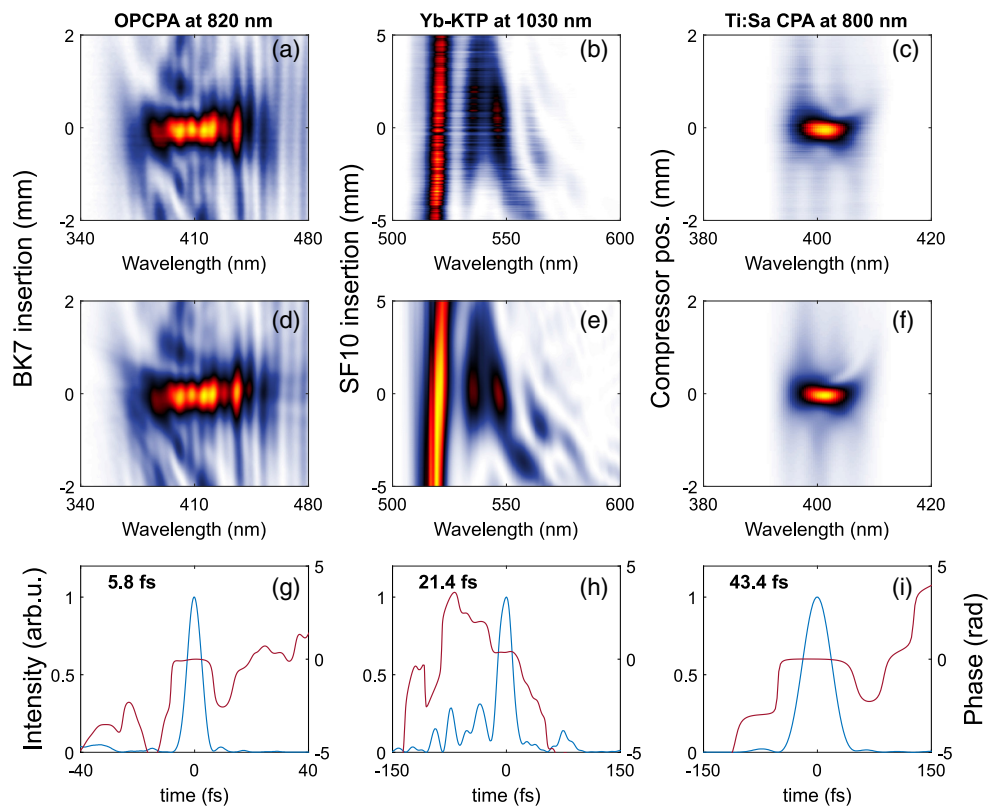 OPCPA at 820 nm
Yb-KTP at 1030 nm
Ti:Sa CPA at 800 nm
(a)
(b)
(c)
2
0
-2
5
0
-5
2
0
-2
340
410
480
500
550
600
380
400
420
Wavelength (nm)
Wavelength (nm)
Wavelength (nm)
BK7 insertion (mm)
SF10 insertion (mm)
Compressor pos. (mm)
(d)
(e)
(f)
2
0
-2
5
0
-5
2
0
-2
340
410
480
500
550
600
380
400
420
Wavelength (nm)
Wavelength (nm)
Wavelength (nm)
5.8 fs
(g)
21.4 fs
(h)
43.4 fs
(i)
Intensity (arb.u.)
1
0.5
0
5
0
-5
1
0.5
0
5
0
-5
1
0.5
0
5
0
-5
Phase (rad)
-40
0
40
-150
0
150
-150
0
150
time (fs)
time (fs)
time (fs)